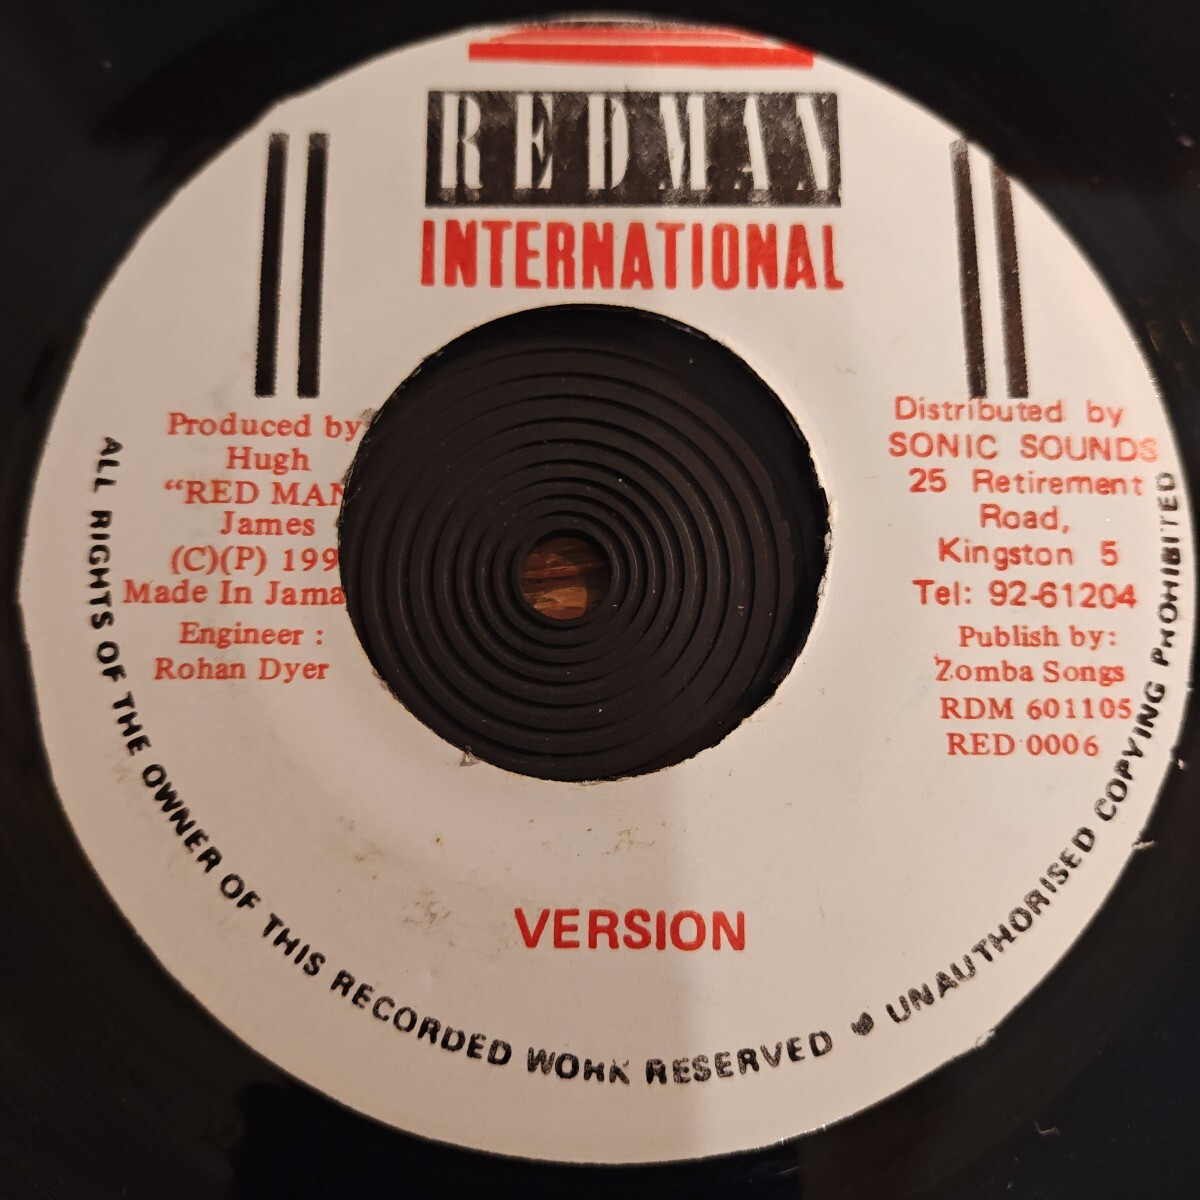 REDMAN
INTERNATIONAL
Produced by
Hugh
“RED MAN
James
(C)(P) 199
Made In Jama
Engineer :
Rohan Dyer
Distributed by
SONIC SOUNDS
25 Retirement
Road,
Kingston 5
Tel: 92-61204
Publish by:
Zomba Songs
RDM 601105
RED 0006
VERSION
ALL RIGHTS OF THE OWNER OF THIS RECORDED WORK RESERVED • UNAUTHORISED COPYING PROHIBITED